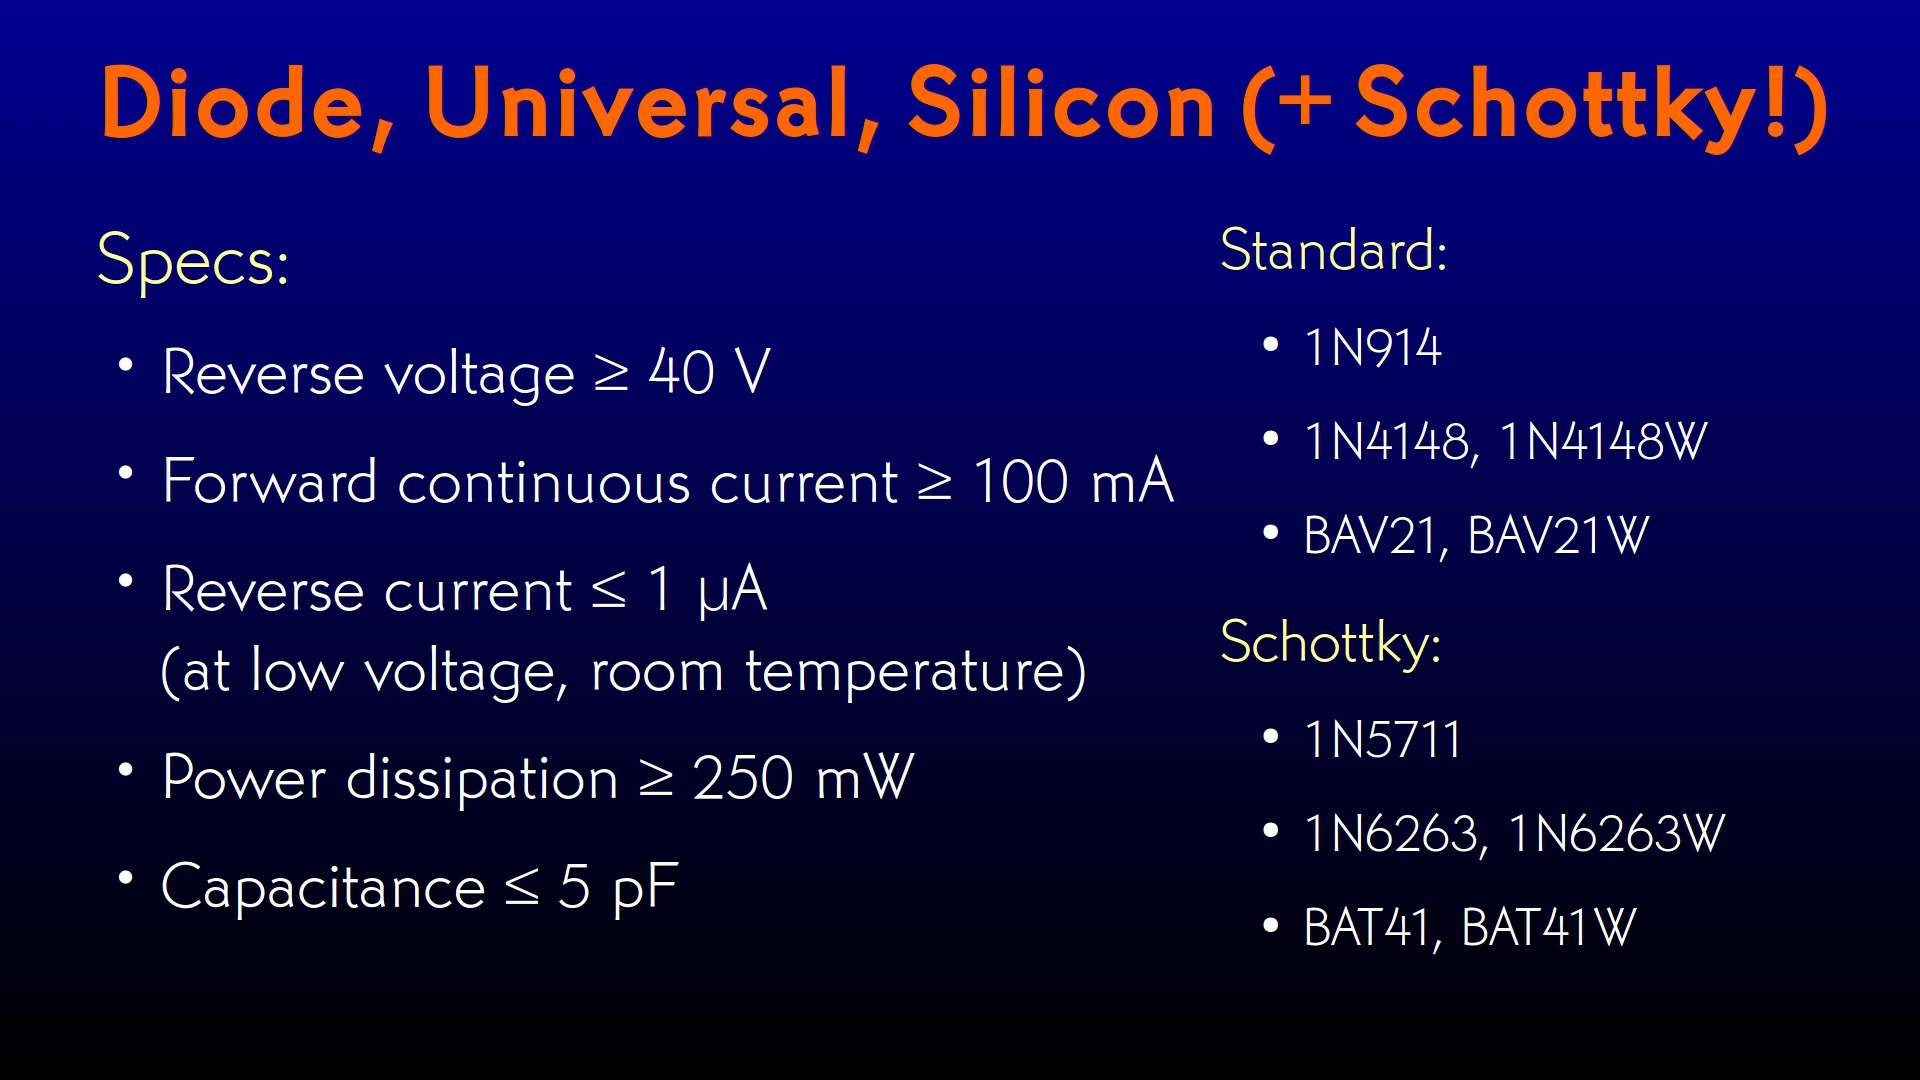 Diode, Universal, Silicon (+ Schottky!)
Specs:
• Reverse voltage ≥ 40 V
• Forward continuous current ≥ 100 mA
• Reverse current ≤ 1 µA
(at low voltage, room temperature)
• Power dissipation ≥ 250 mW
• Capacitance ≤ 5 pF
Standard:
• 1N914
• 1N4148, 1N4148W
• BAV21, BAV21W
Schottky:
• 1N5711
• 1N6263, 1N6263W
• BAT41, BAT41W